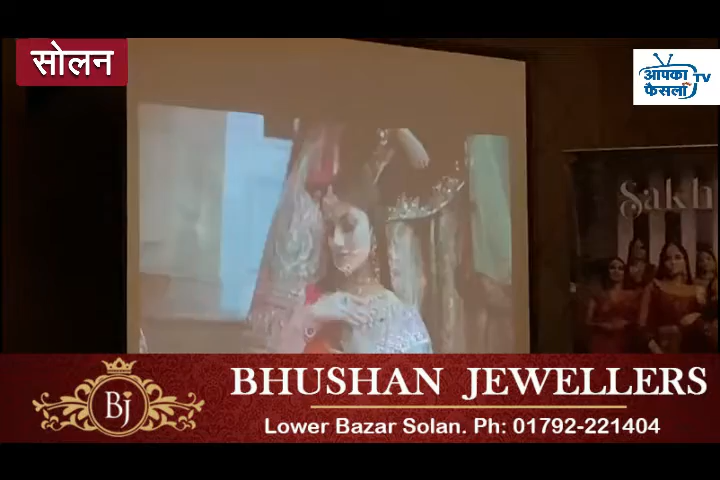 सोलन
आपका
फैसला TV
Sakh
BJ
BHUSHAN JEWELLERS
Lower Bazar Solan. Ph: 01792-221404